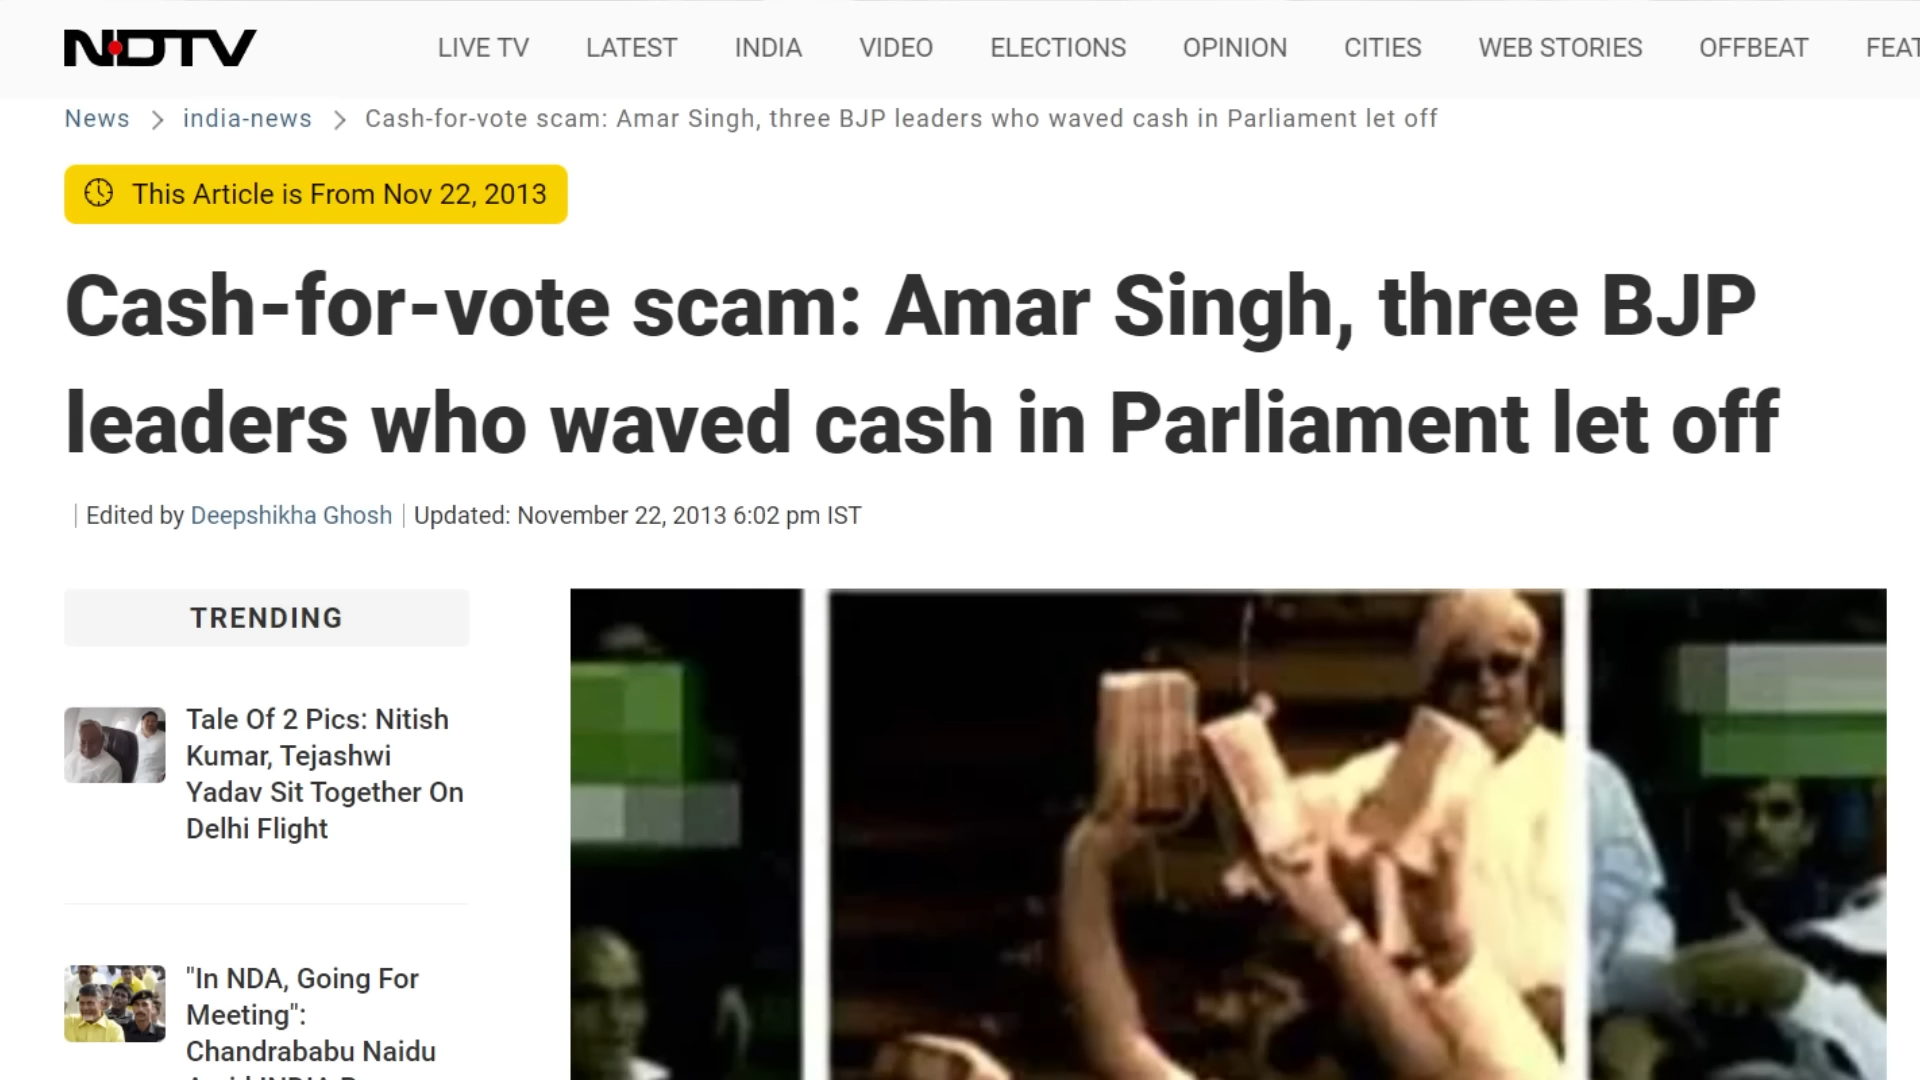 NDTV
LIVE TV LATEST INDIA VIDEO ELECTIONS OPINION CITIES WEB STORIES OFFBEAT FEAT
News > india-news > Cash-for-vote scam: Amar Singh, three BJP leaders who waved cash in Parliament let off
This Article is From Nov 22, 2013
Cash-for-vote scam: Amar Singh, three BJP
leaders who waved cash in Parliament let off
| Edited by Deepshikha Ghosh | Updated: November 22, 2013 6:02 pm IST
TRENDING
Tale Of 2 Pics: Nitish
Kumar, Tejashwi
Yadav Sit Together On
Delhi Flight
"In NDA, Going For
Meeting":
Chandrababu Naidu